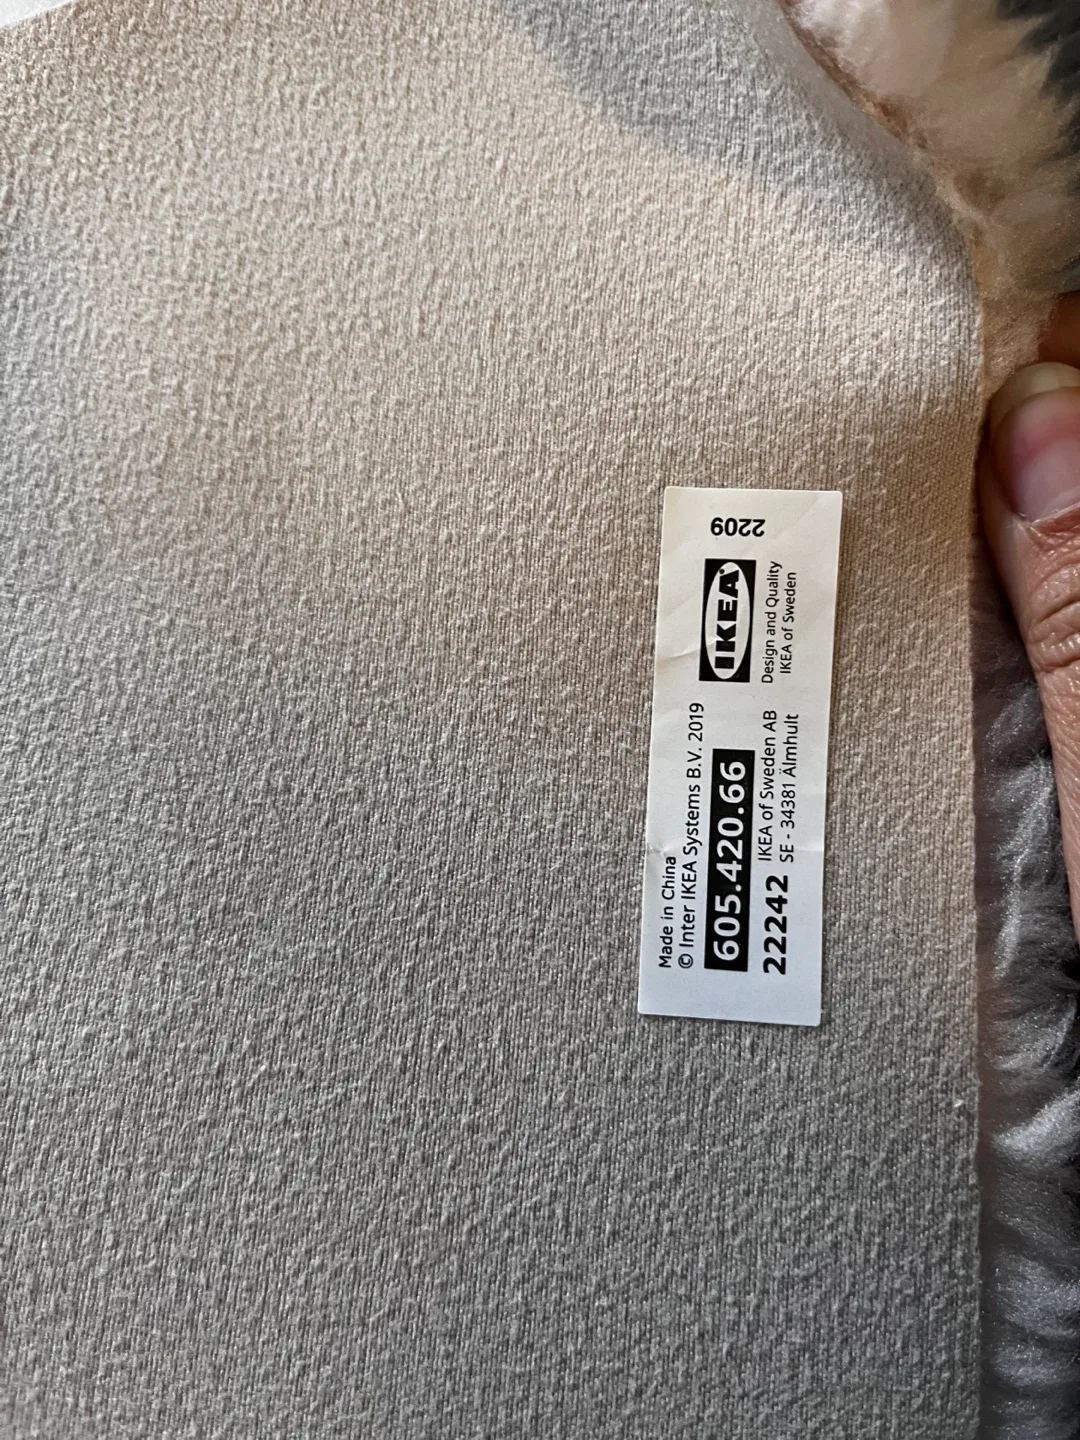 Made in China
© Inter IKEA Systems B.V. 2019
605.420.66
22242
IKEA of Sweden AB
SE - 34381 Älmhult
IKEA®
Design and Quality
IKEA of Sweden
2209